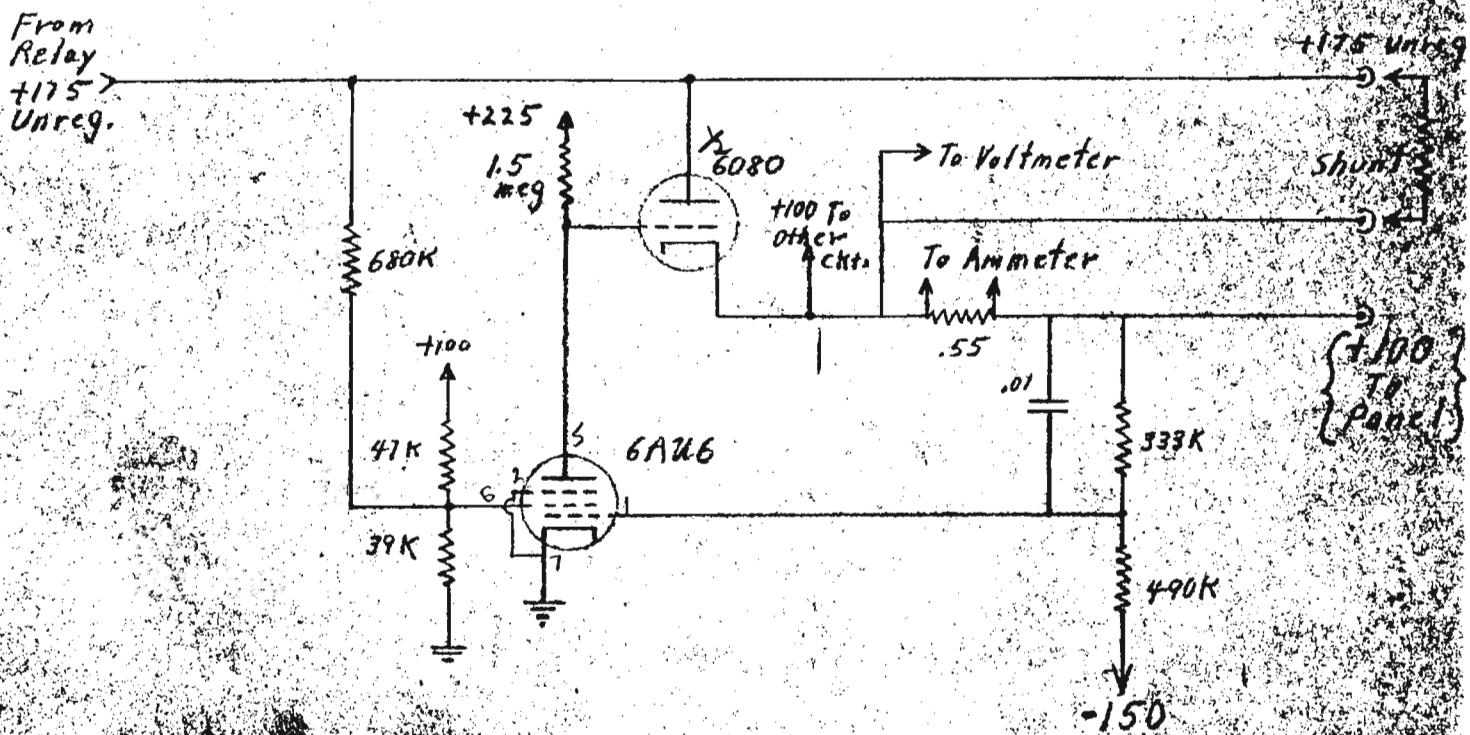 From
Relay
+175
Unreg.
+175 unreg
+225
1.5
meg
½
6080
To Voltmeter
shunt
+100 To
other
ckt.
To Ammeter
680K
.55
+100
To
Panel
+100
.01
47K
5
6AU6
333K
2
6
1
39K
7
490K
-150